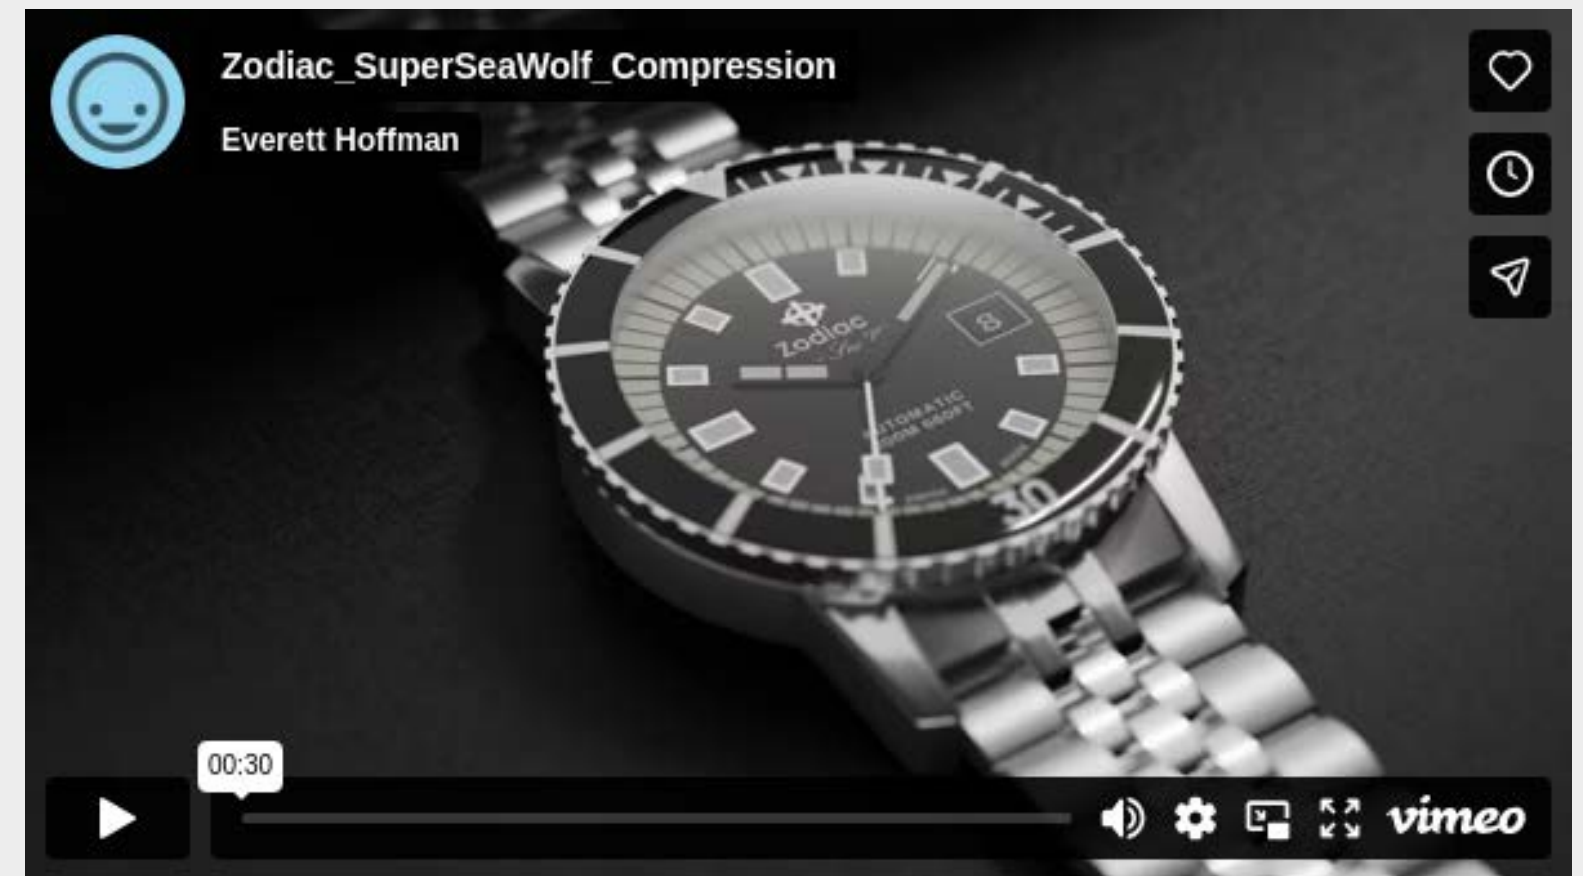 Zodiac_SuperSeaWolf_Compression
Everett Hoffman
Zodiac
8
AUTOMATIC
30
00:30
vimeo